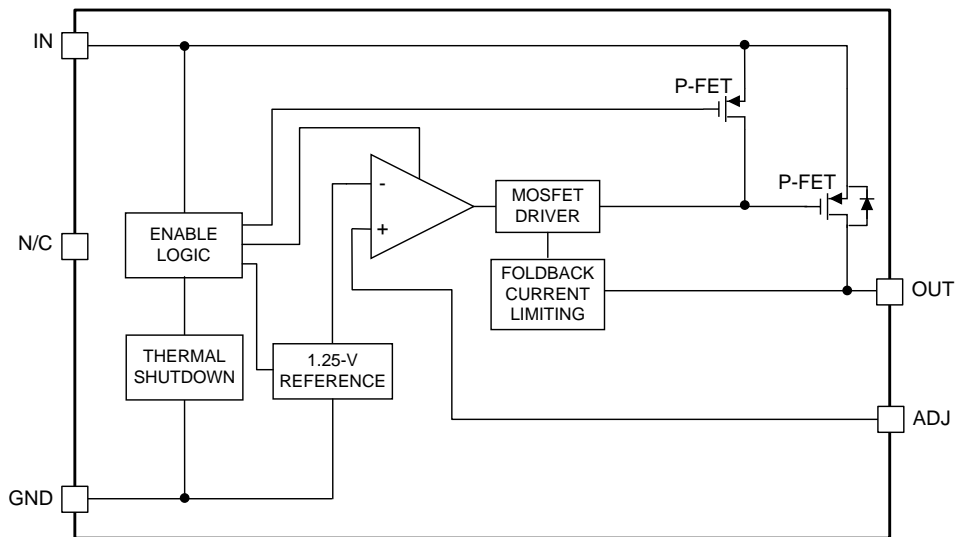 IN
P-FET
P-FET
-
+
MOSFET
DRIVER
N/C
ENABLE
LOGIC
FOLDBACK
CURRENT
LIMITING
OUT
THERMAL
SHUTDOWN
1.25-V
REFERENCE
ADJ
GND